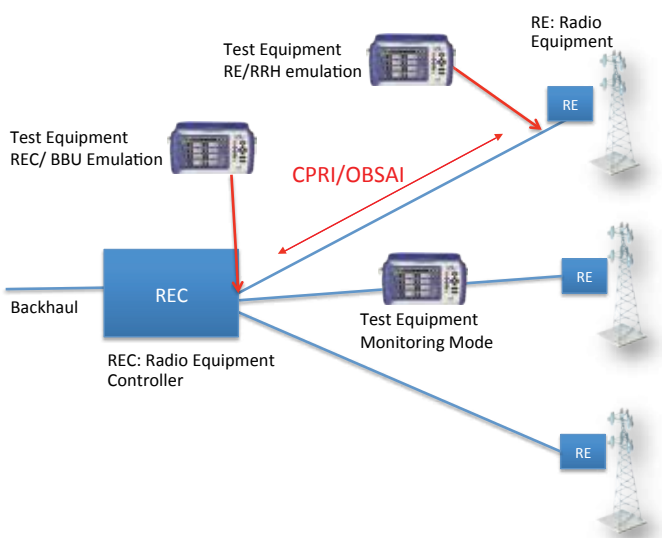 Test Equipment
RE/RRH emulation
RE: Radio
Equipment
RE
Test Equipment
REC/ BBU Emulation
CPRI/OBSAI
REC
Backhaul
RE
Test Equipment
Monitoring Mode
REC: Radio Equipment
Controller
RE